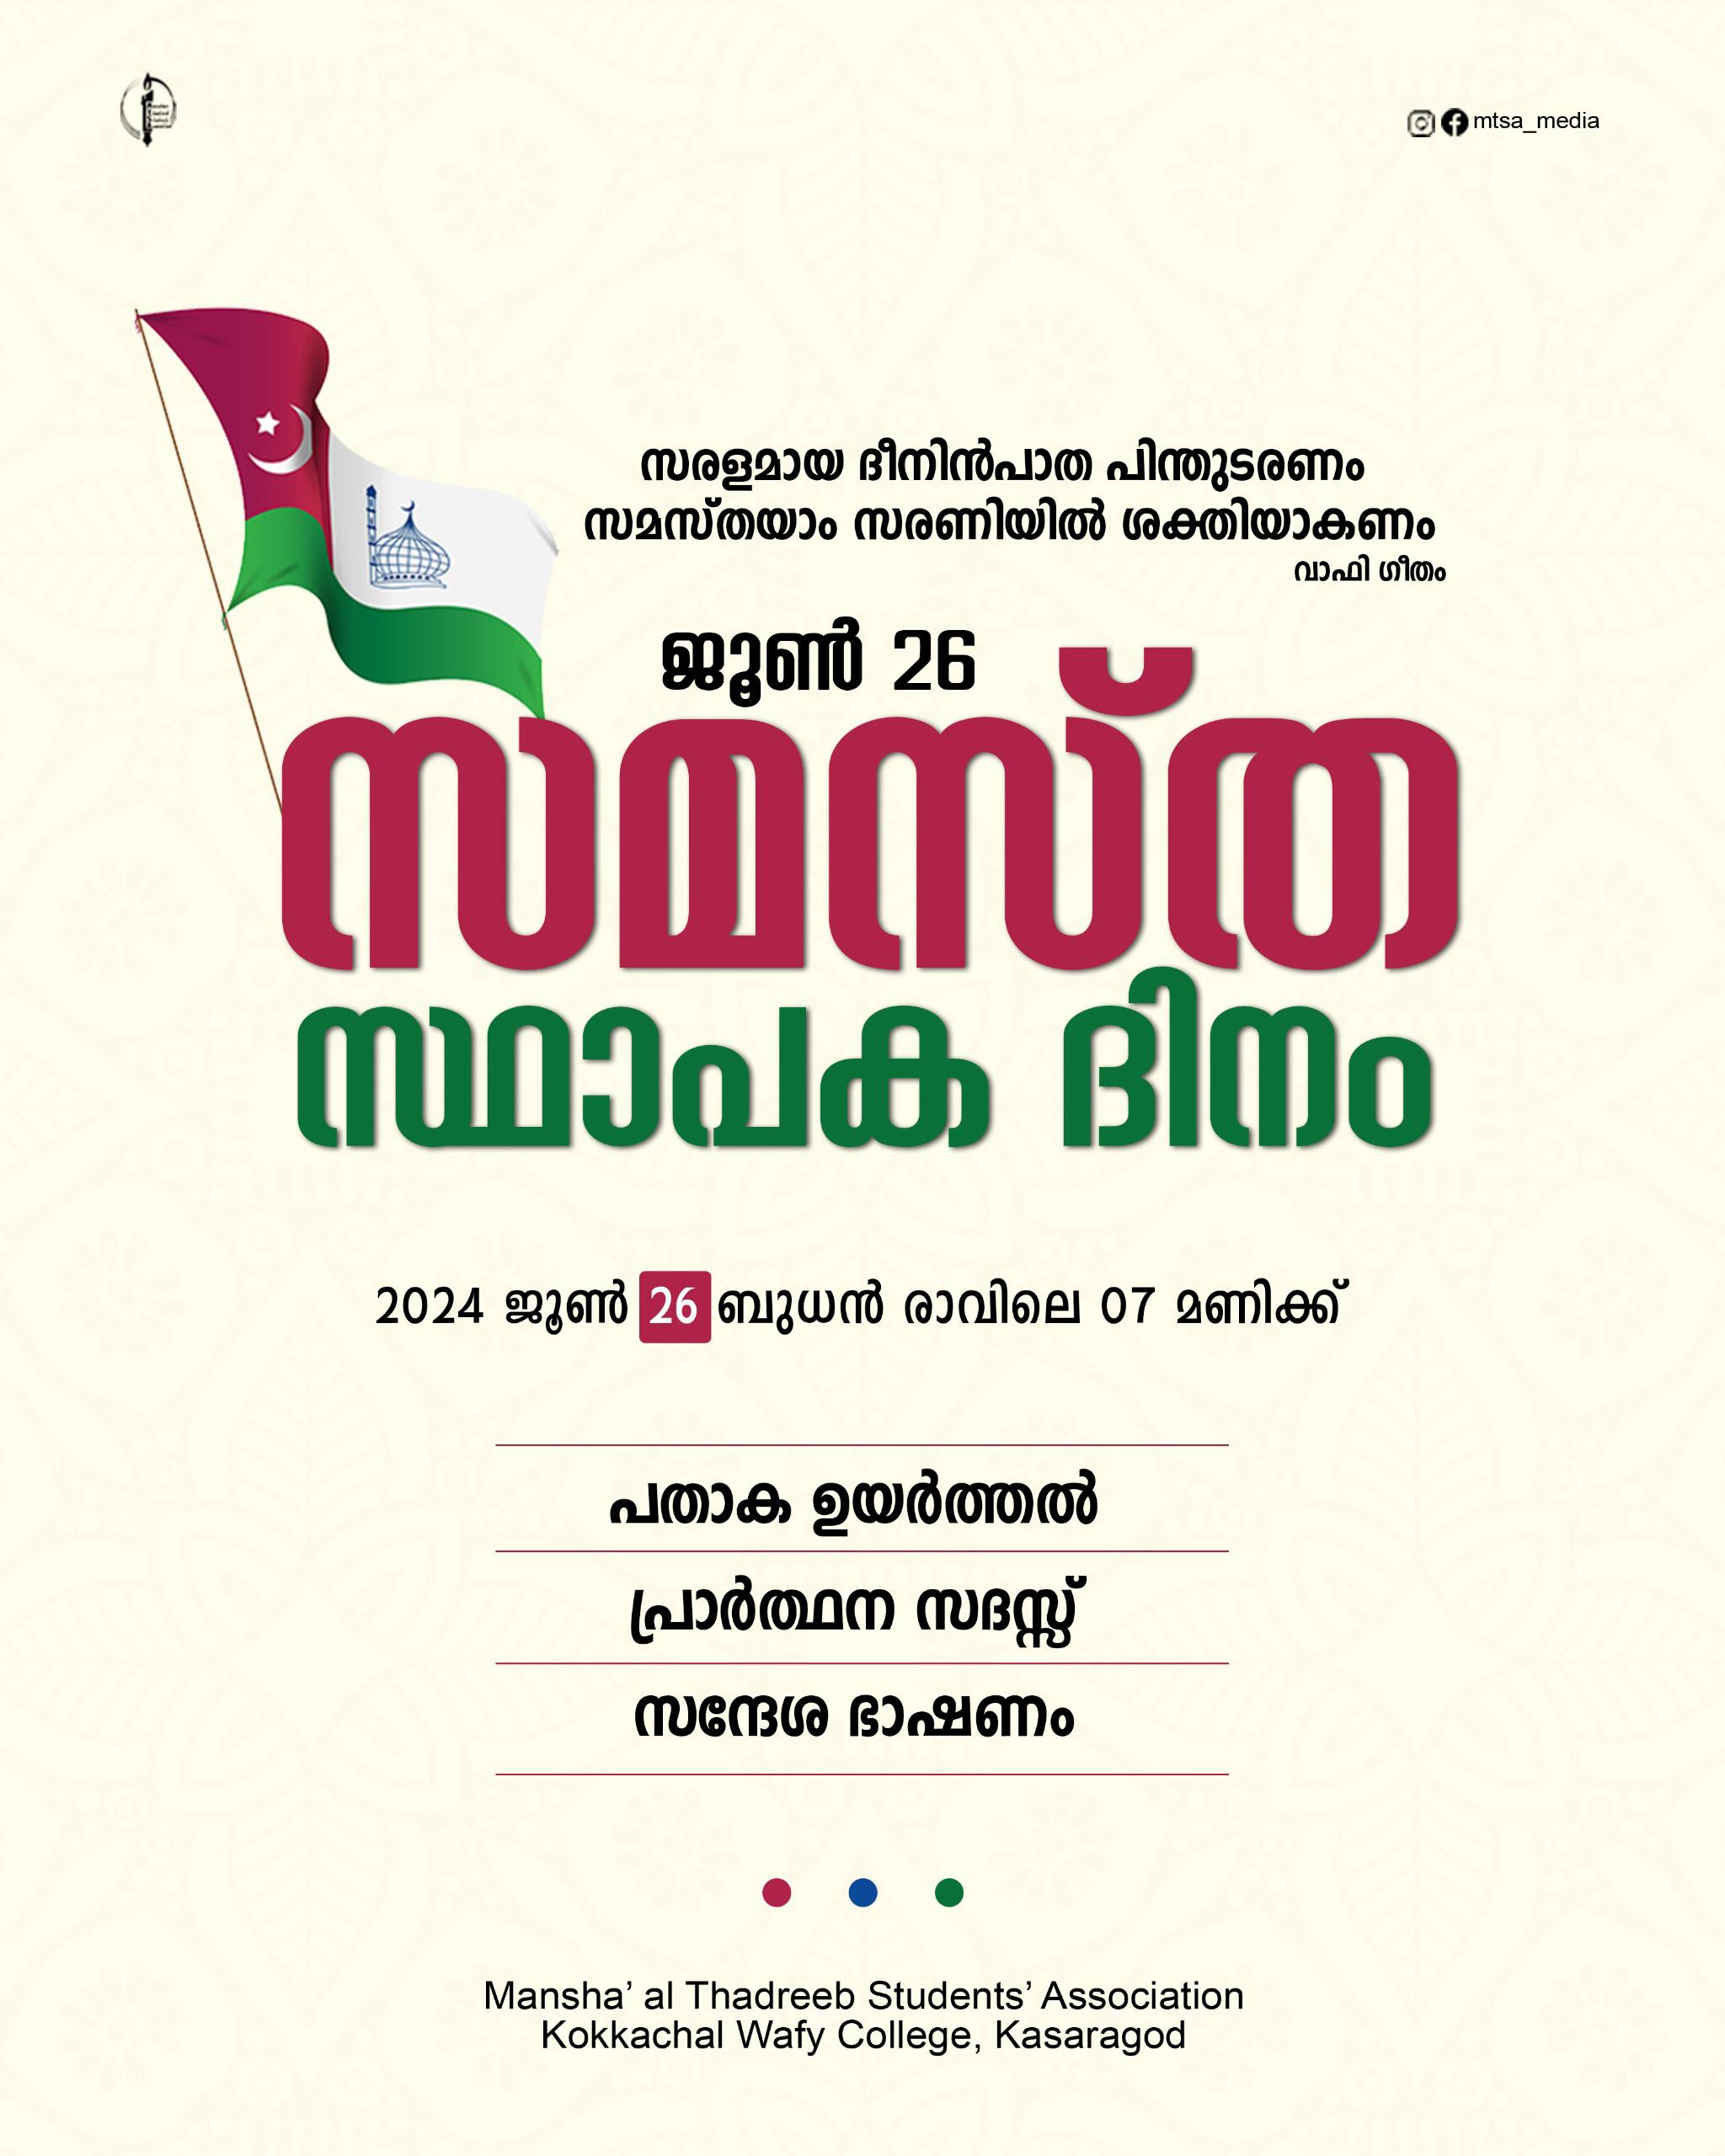 mtsa_media
സരളമായ ദീനിൻപാത പിന്തുടരണം
സമസ്തയാം സരണിയിൽ ശക്തിയാകണം
വാഫി ഗീതം
ജൂൺ 26
സമസ്ത
സ്ഥാപക ദിനം
2024 ജൂൺ 26 ബുധൻ രാവിലെ 07 മണിക്ക്
പതാക ഉയർത്തൽ
പ്രാർത്ഥന സദസ്സ്
സന്ദേശ ഭാഷണം
Mansha’ al Thadreeb Students’ Association
Kokkachal Wafy College, Kasaragod